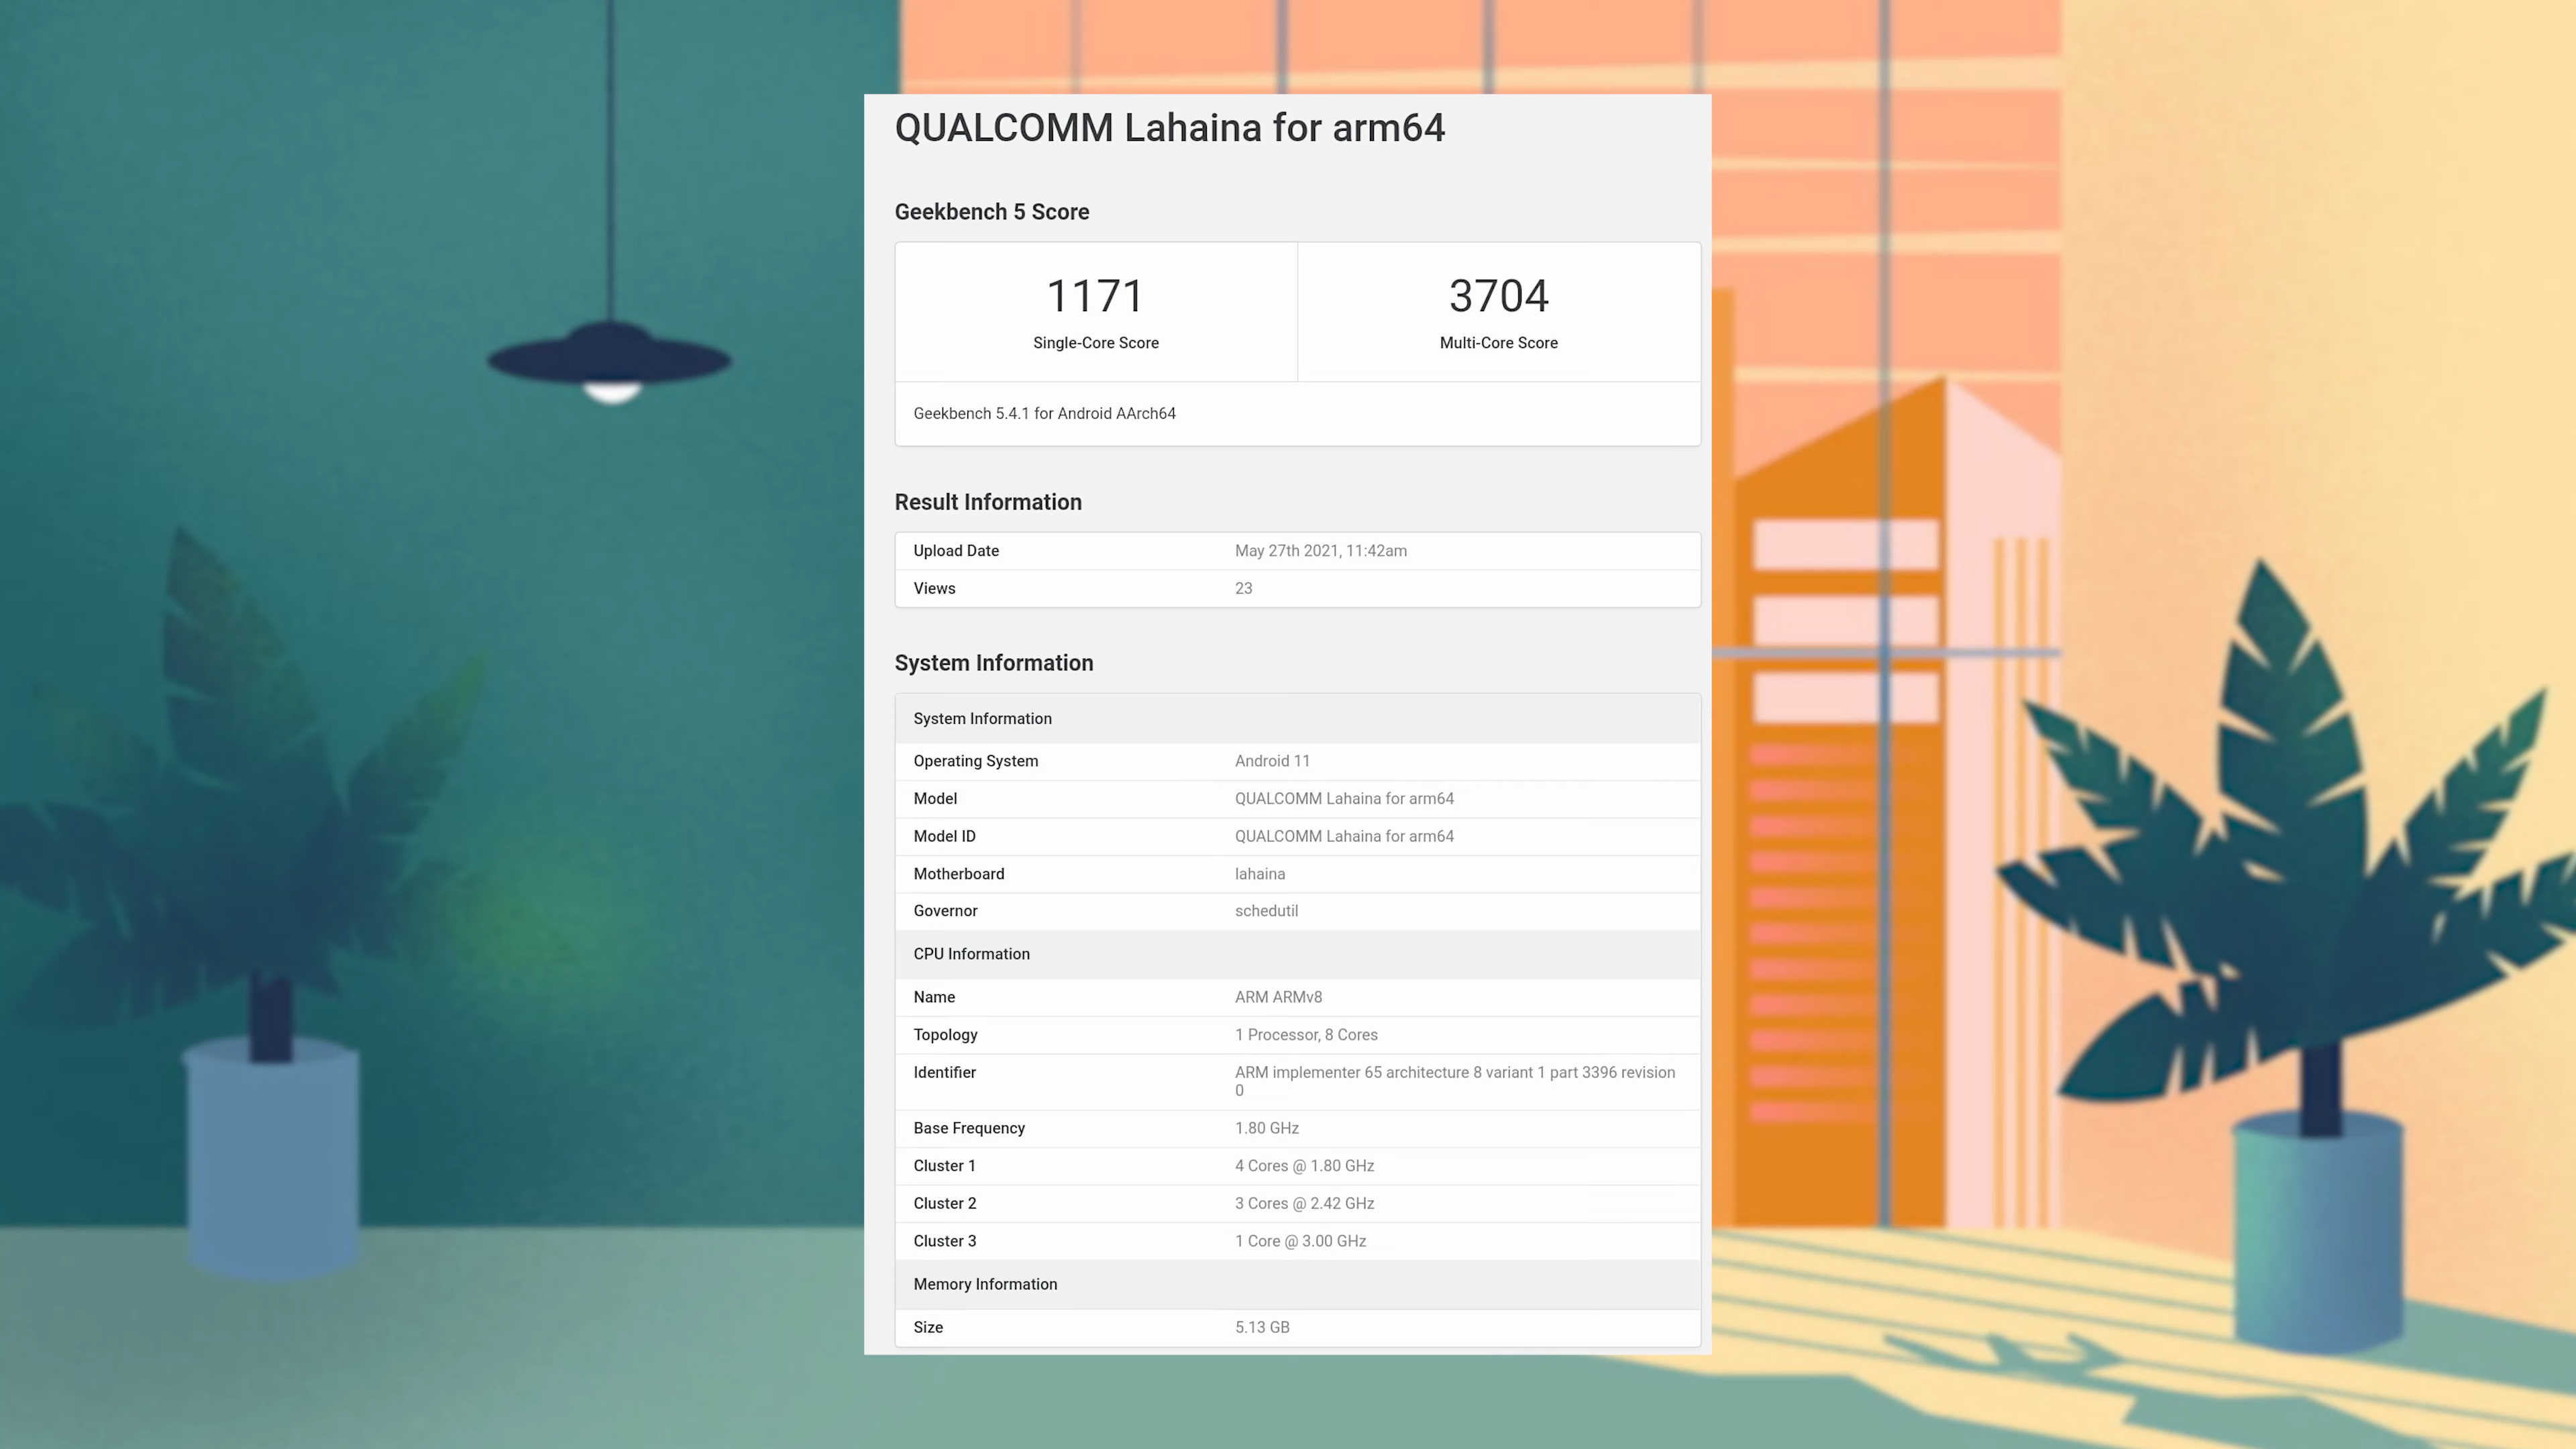 QUALCOMM Lahaina for arm64
Geekbench 5 Score
1171
Single-Core Score
3704
Multi-Core Score
Geekbench 5.4.1 for Android AArch64
Result Information
Upload Date May 27th 2021, 11:42am
Views 23
System Information
System Information
Operating System Android 11
Model QUALCOMM Lahaina for arm64
Model ID QUALCOMM Lahaina for arm64
Motherboard lahaina
Governor schedutil
CPU Information
Name ARM ARMv8
Topology 1 Processor, 8 Cores
Identifier ARM implementer 65 architecture 8 variant 1 part 3396 revision
0
Base Frequency 1.80 GHz
Cluster 1 4 Cores @ 1.80 GHz
Cluster 2 3 Cores @ 2.42 GHz
Cluster 3 1 Core @ 3.00 GHz
Memory Information
Size 5.13 GB